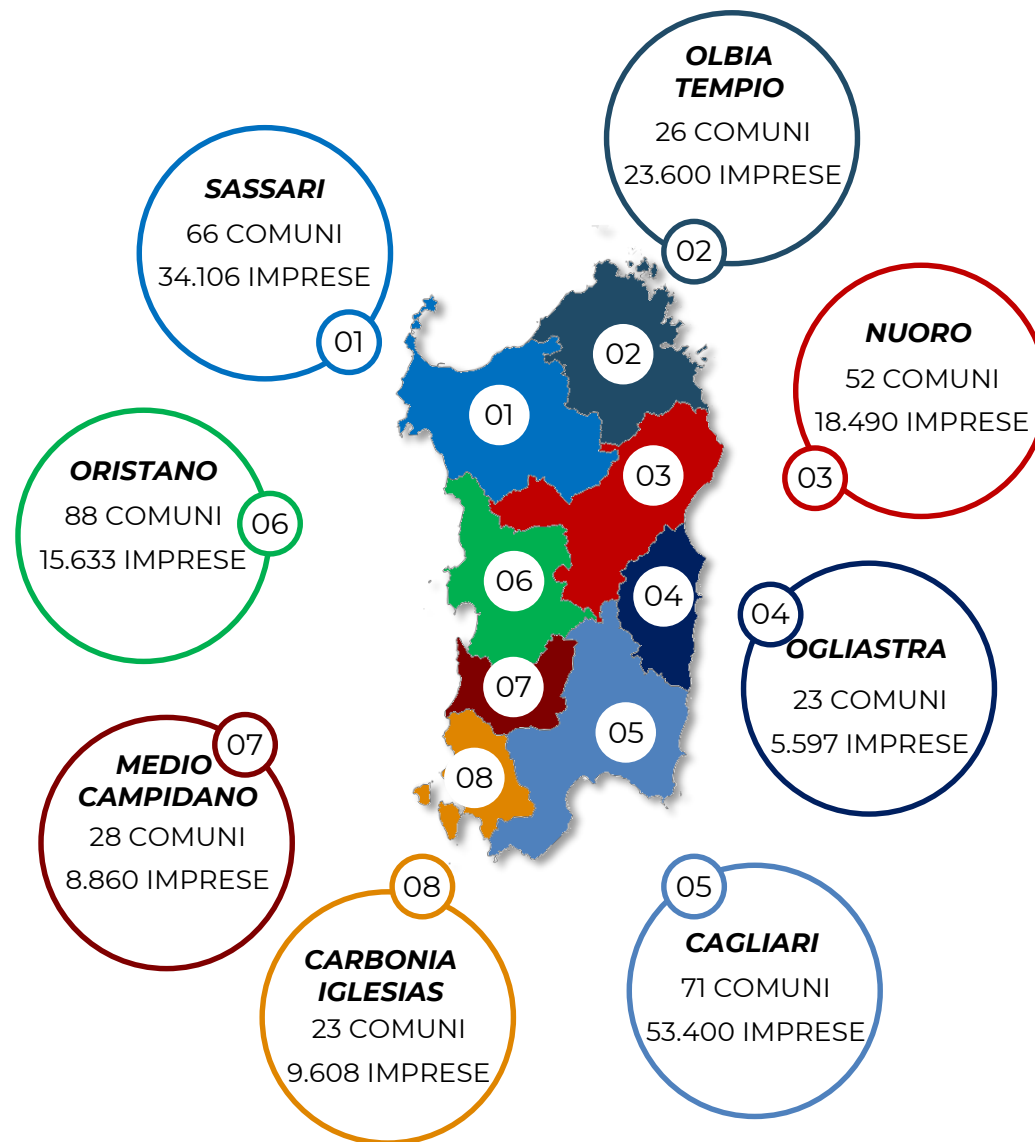 OLBIA
TEMPIO
26 COMUNI
23.600 IMPRESE
02
SASSARI
66 COMUNI
34.106 IMPRESE
01
NUORO
52 COMUNI
18.490 IMPRESE
03
ORISTANO
88 COMUNI
15.633 IMPRESE
06
04
OGLIASTRA
23 COMUNI
5.597 IMPRESE
07
MEDIO
CAMPIDANO
28 COMUNI
8.860 IMPRESE
08
CARBONIA
IGLESIAS
23 COMUNI
9.608 IMPRESE
05
CAGLIARI
71 COMUNI
53.400 IMPRESE
02
01
03
06
04
07
05
08